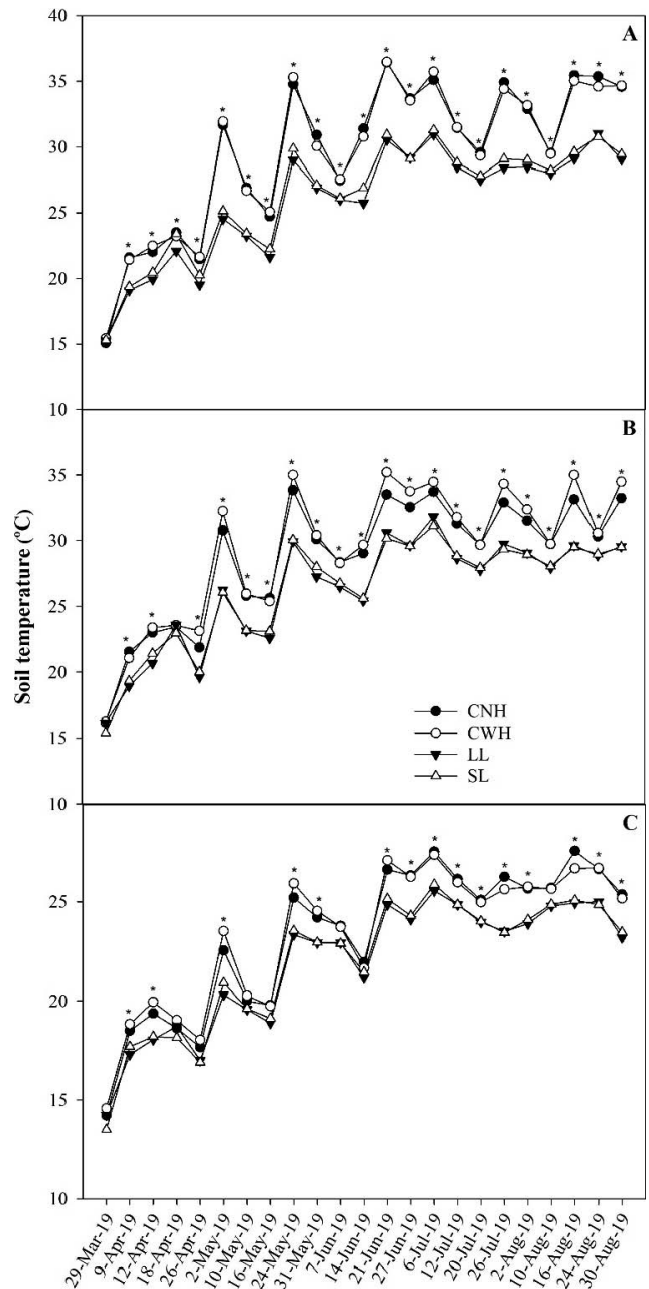 40
A
35
30
25
20
15
10
B
35
30
25
20
15
10
Soil temperature (ºC)
CNH
CWH
LL
SL
C
25
20
15
10
29-Mar-19
9-Apr-19
12-Apr-19
18-Apr-19
26-Apr-19
2-May-19
10-May-19
16-May-19
24-May-19
31-May-19
7-Jun-19
14-Jun-19
21-Jun-19
27-Jun-19
6-Jul-19
12-Jul-19
20-Jul-19
26-Jul-19
2-Aug-19
10-Aug-19
16-Aug-19
24-Aug-19
30-Aug-19